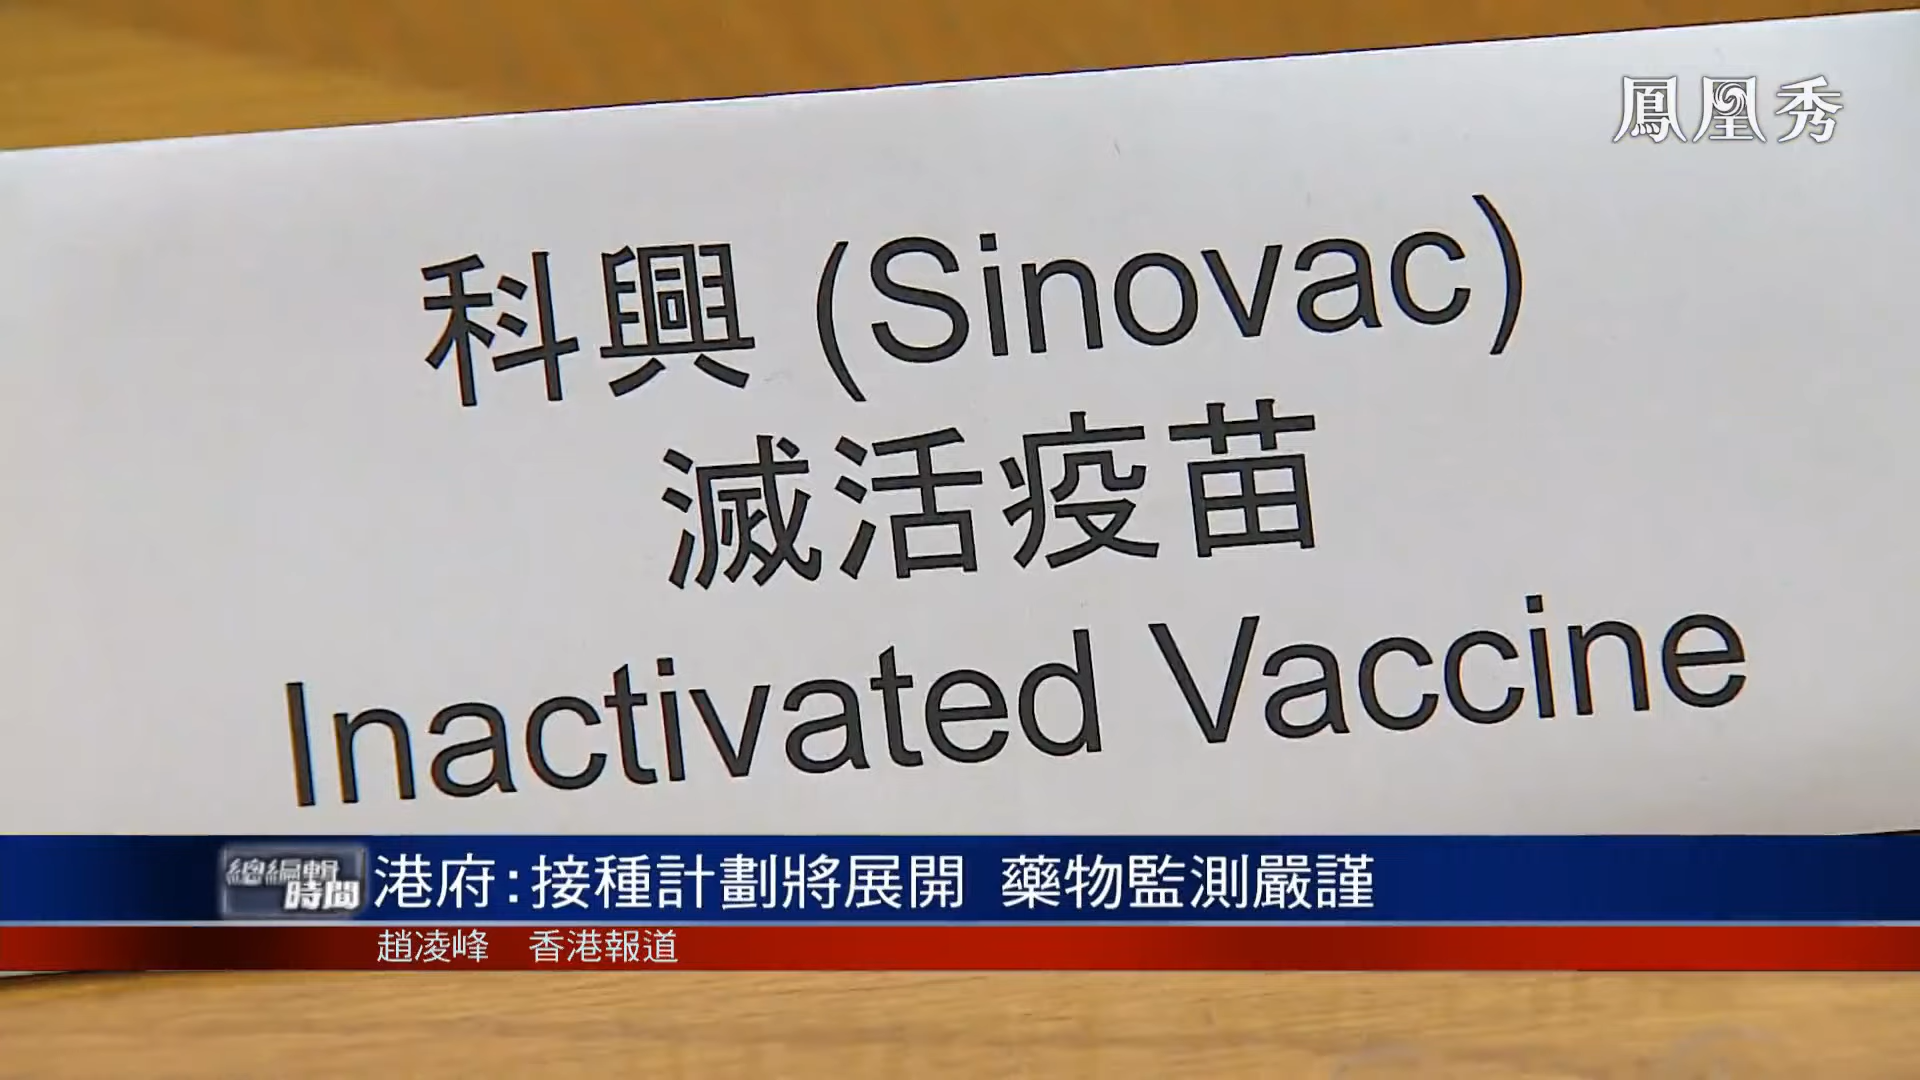 鳳凰秀
科興 (Sinovac)
滅活疫苗
Inactivated Vaccine
總編輯
時間
港府:接種計劃將展開 藥物監測嚴謹
趙凌峰 香港報道